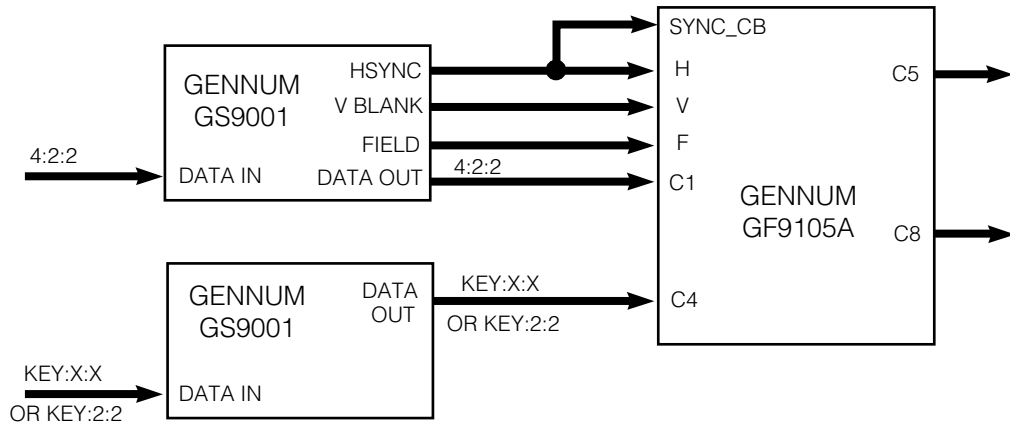 SYNC_CB
HSYNC
H
C5
GENNUM
GS9001
V BLANK
V
FIELD
F
4:2:2
DATA IN
DATA OUT
4:2:2
C1
GENNUM
GF9105A
C8
GENNUM
GS9001
DATA
OUT
KEY:X:X
OR KEY:2:2
C4
KEY:X:X
OR KEY:2:2
DATA IN